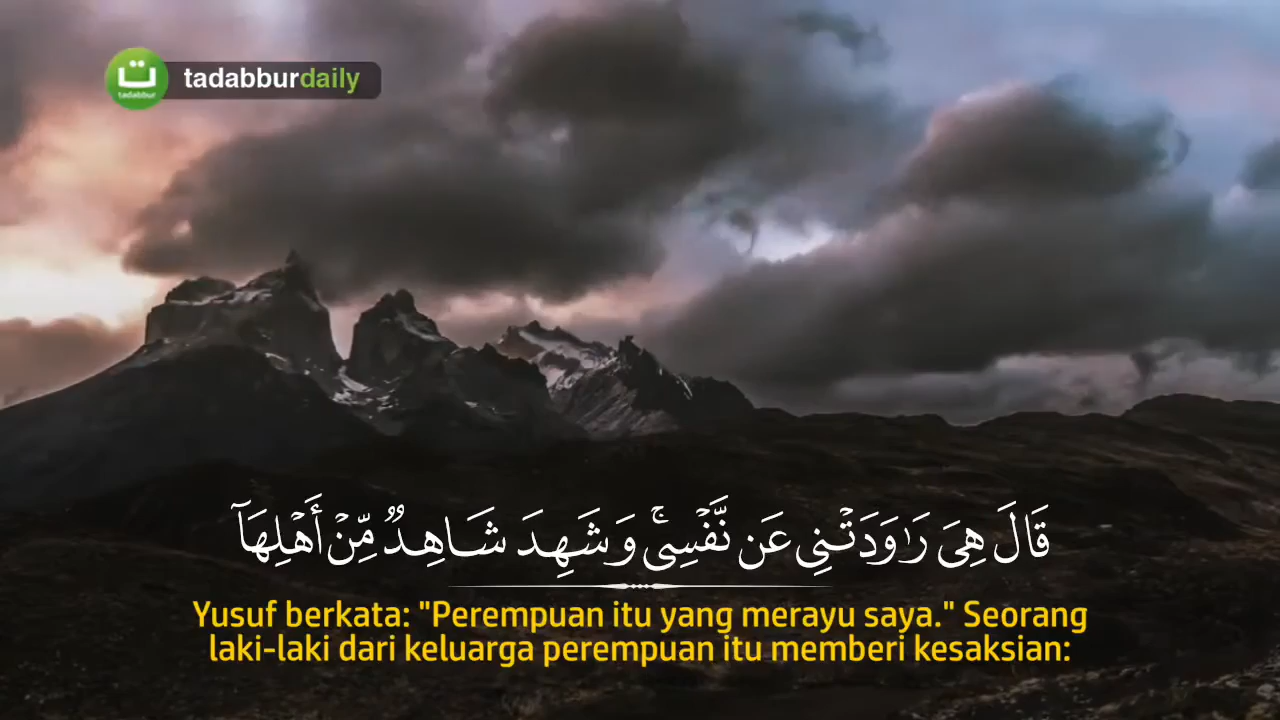 ت
tadabbur
tadabburdaily
قَالَ هِيَ رَٰوَدَتْنِي عَن نَّفْسِي ۚ وَشَهِدَ شَاهِدٌ مِّنْ أَهْلِهَآ
Yusuf berkata: "Perempuan itu yang merayu saya." Seorang
laki-laki dari keluarga perempuan itu memberi kesaksian: